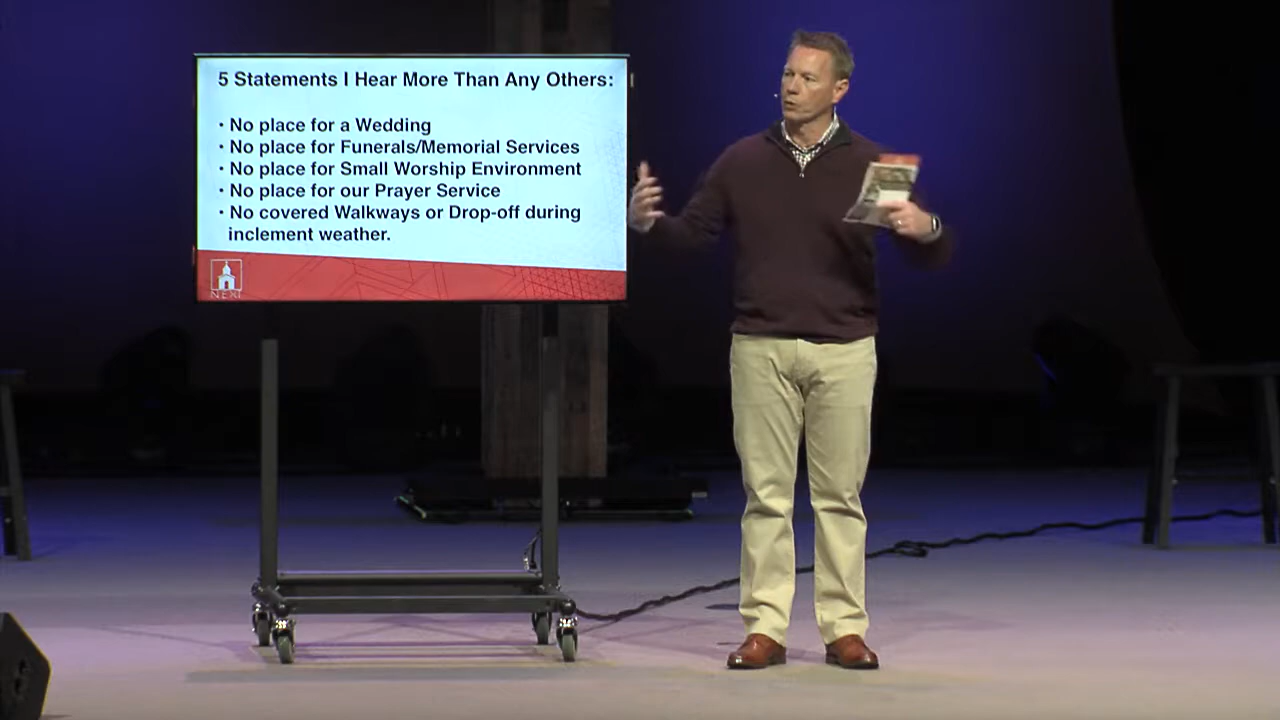 5 Statements I Hear More Than Any Others:
• No place for a Wedding
• No place for Funerals/Memorial Services
• No place for Small Worship Environment
• No place for our Prayer Service
• No covered Walkways or Drop-off during
inclement weather.
NEXT